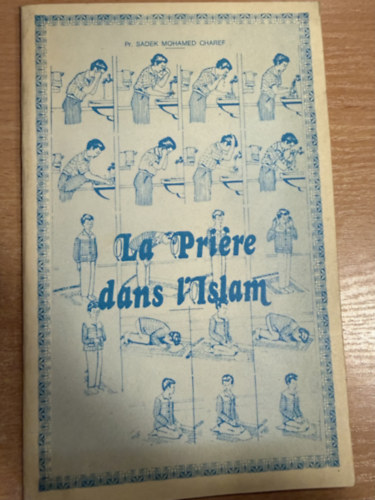 Pr. SADEK MOHAMED CHAREF
La Prière
dans l'Islam